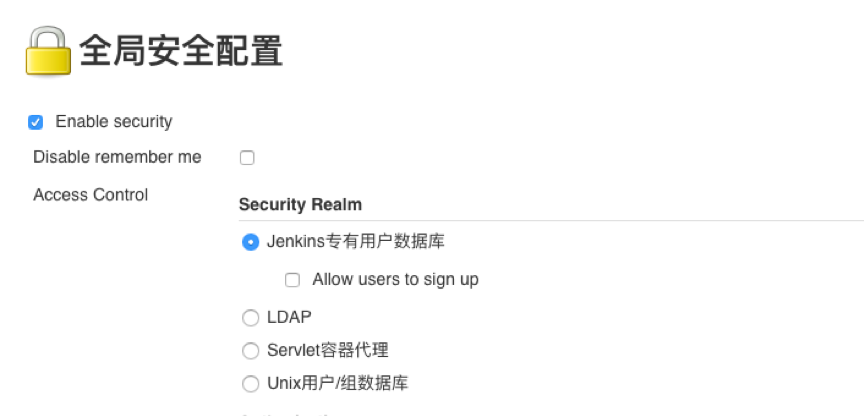 全局安全配置
Enable security
Disable remember me
Access Control
Security Realm
Jenkins专有用户数据库
Allow users to sign up
LDAP
Servlet容器代理
Unix用户/组数据库